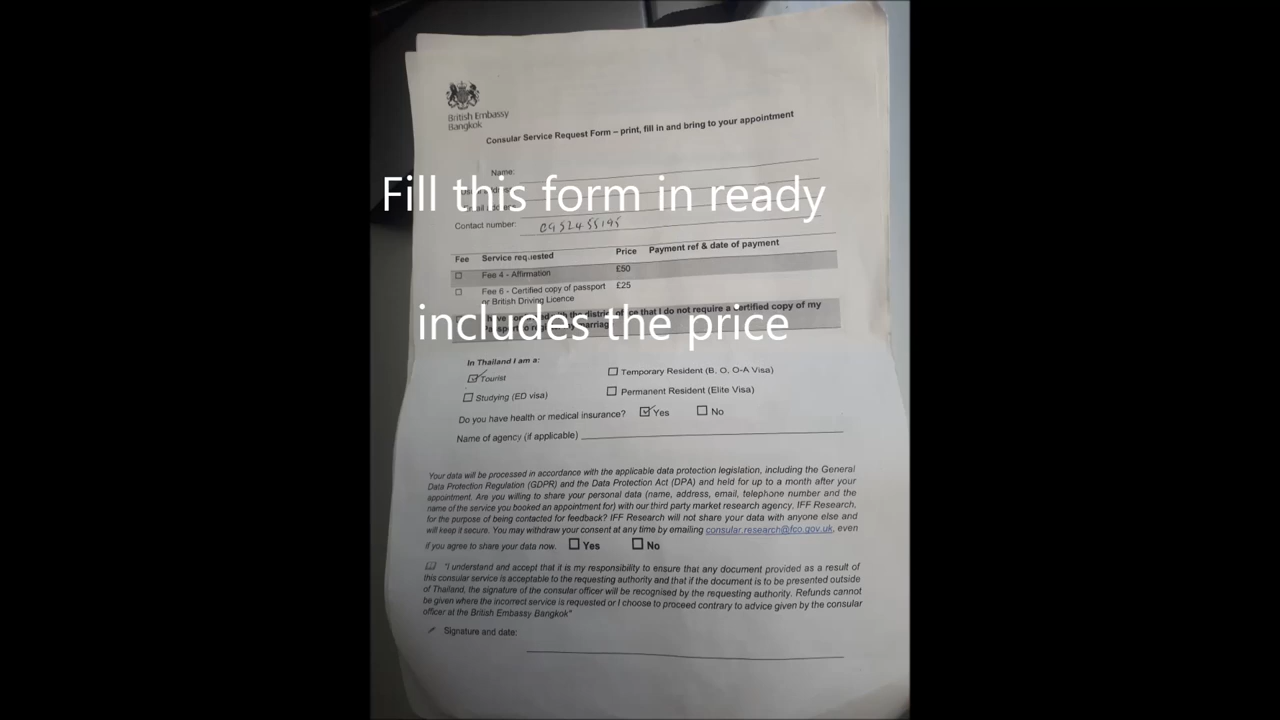 British Embassy
Bangkok
Consular Service Request Form – print, fill in and bring to your appointment
Name:
Fill this form in ready
Contact number: 0952455195
Fee Service requested Price Payment ref & date of payment
Fee 4 - Affirmation £50
Fee 6 - Certified copy of passport £25
or British Driving Licence
that I do not require a certified copy of my
includes the price
In Thailand I am a:
Tourist Temporary Resident (B, O, O-A Visa)
Studying (ED visa) Permanent Resident (Elite Visa)
Do you have health or medical insurance? Yes No
Name of agency (if applicable)
Your data will be processed in accordance with the applicable data protection legislation, including the General
Data Protection Regulation (GDPR) and the Data Protection Act (DPA) and held for up to a month after your
appointment. Are you willing to share your personal data (name, address, email, telephone number and the
name of the service you booked an appointment for) with our third party market research agency, IFF Research,
for the purpose of being contacted for feedback? IFF Research will not share your data with anyone else and
will keep it secure. You may withdraw your consent at any time by emailing consular.research@fco.gov.uk, even
if you agree to share your data now. Yes No
"I understand and accept that it is my responsibility to ensure that any document provided as a result of
this consular service is acceptable to the requesting authority and that if the document is to be presented outside
of Thailand, the signature of the consular officer will be recognised by the requesting authority. Refunds cannot
be given where the incorrect service is requested or I choose to proceed contrary to advice given by the consular
officer at the British Embassy Bangkok"
Signature and date: